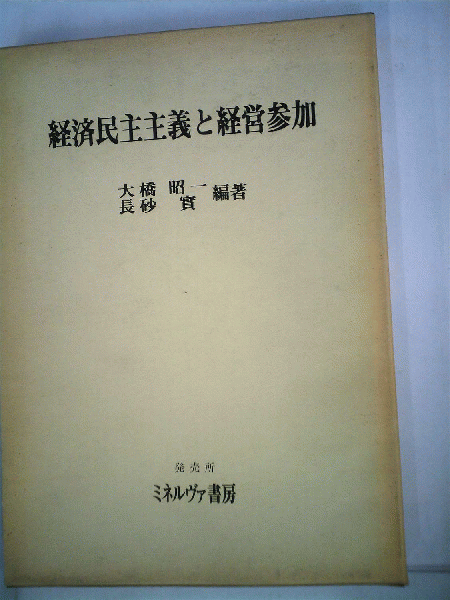 経済民主主義と経営参加
大橋昭一
長砂實 編著
発売所
ミネルヴァ書房